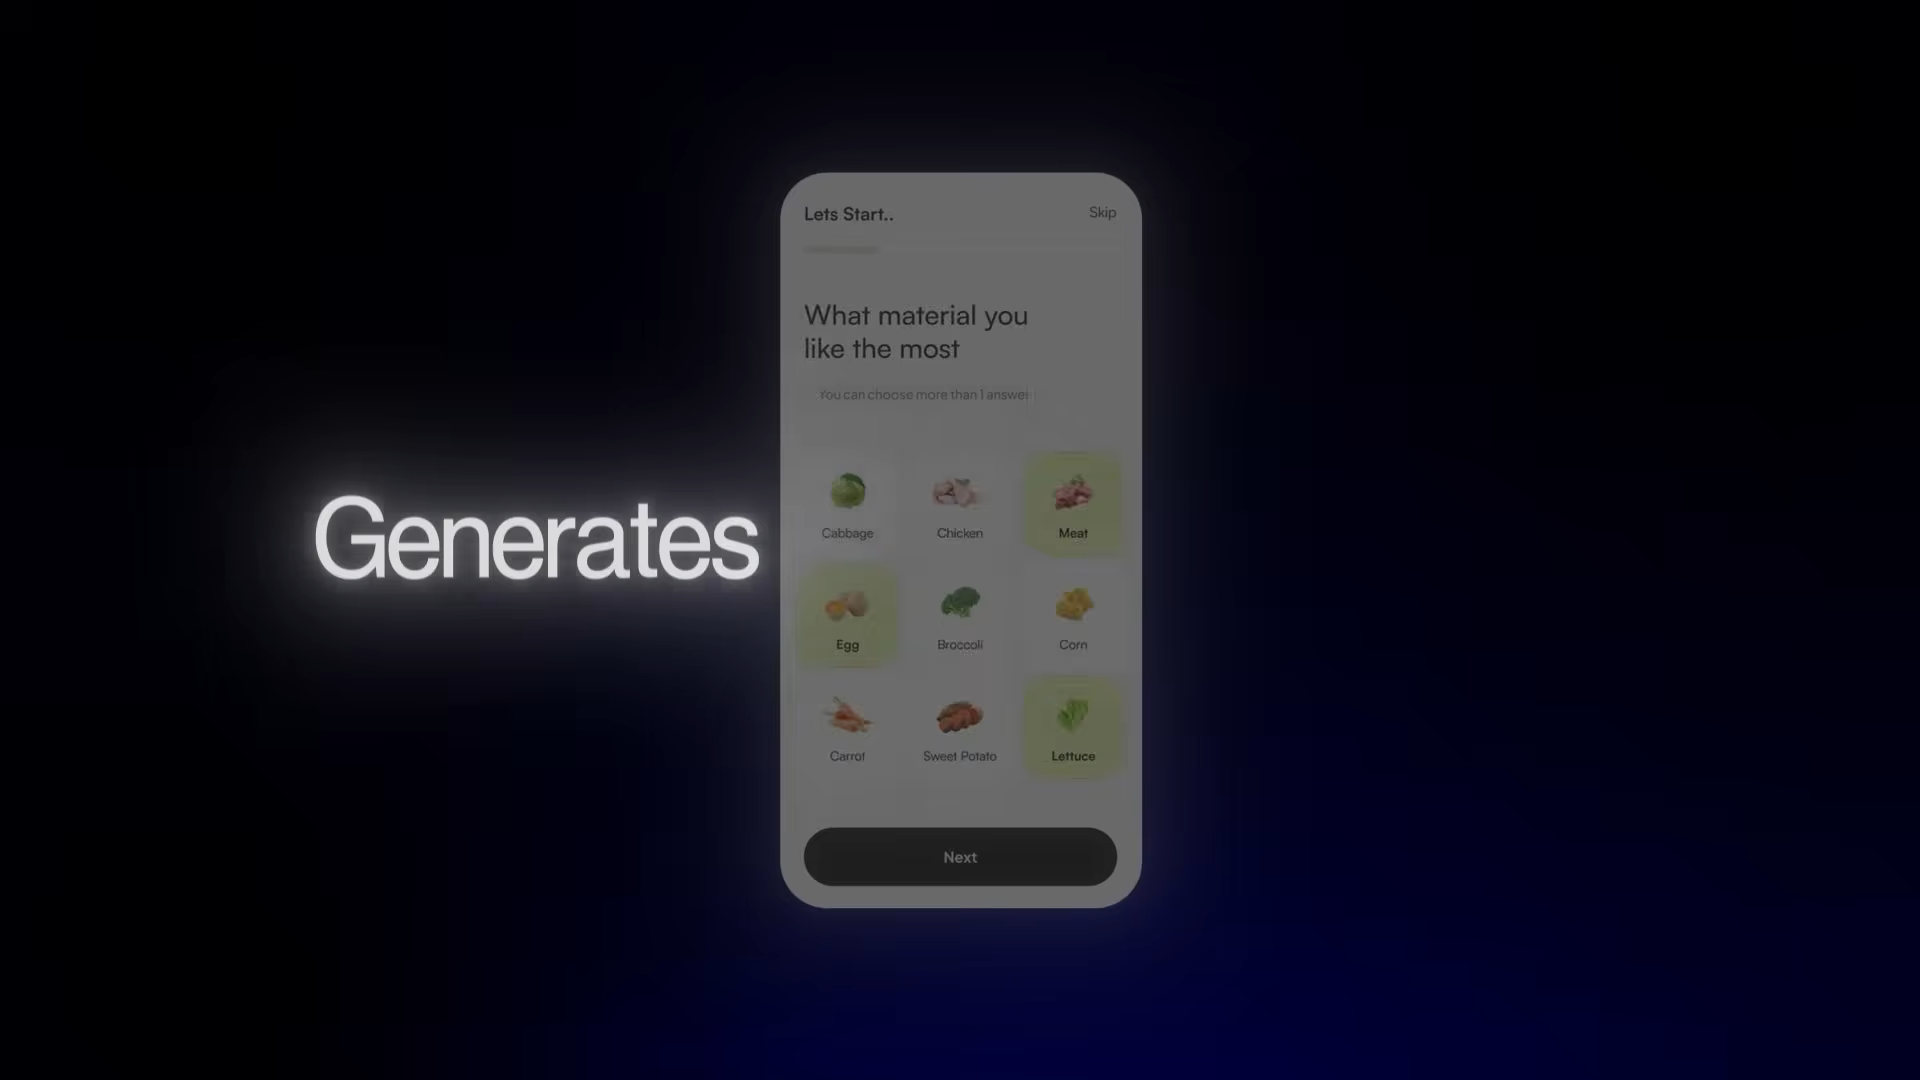 Generates
Lets Start..
Skip
What material you
like the most
You can choose more than 1 answer
Cabbage
Chicken
Meat
Egg
Broccoli
Corn
Carrot
Sweet Potato
Lettuce
Next